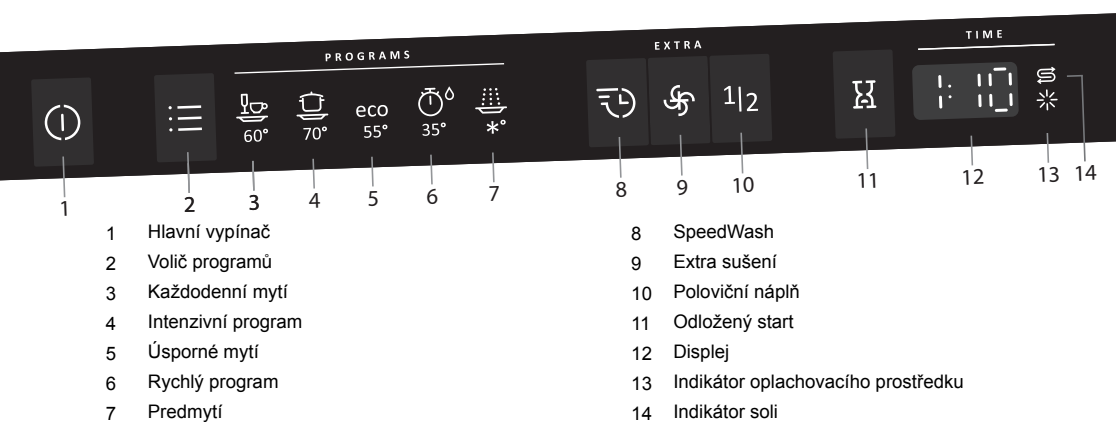 PROGRAMS EXTRA TIME
1: 10
60° 70° eco 55° 35° *° 1|2
1 2 3 4 5 6 7 8 9 10 11 12 13 14
1 Hlavní vypínač
2 Volič programů
3 Každodenní mytí
4 Intenzivní program
5 Úsporné mytí
6 Rychlý program
7 Predmytí
8 SpeedWash
9 Extra sušení
10 Poloviční náplň
11 Odložený start
12 Displej
13 Indikátor oplachovacího prostředku
14 Indikátor soli